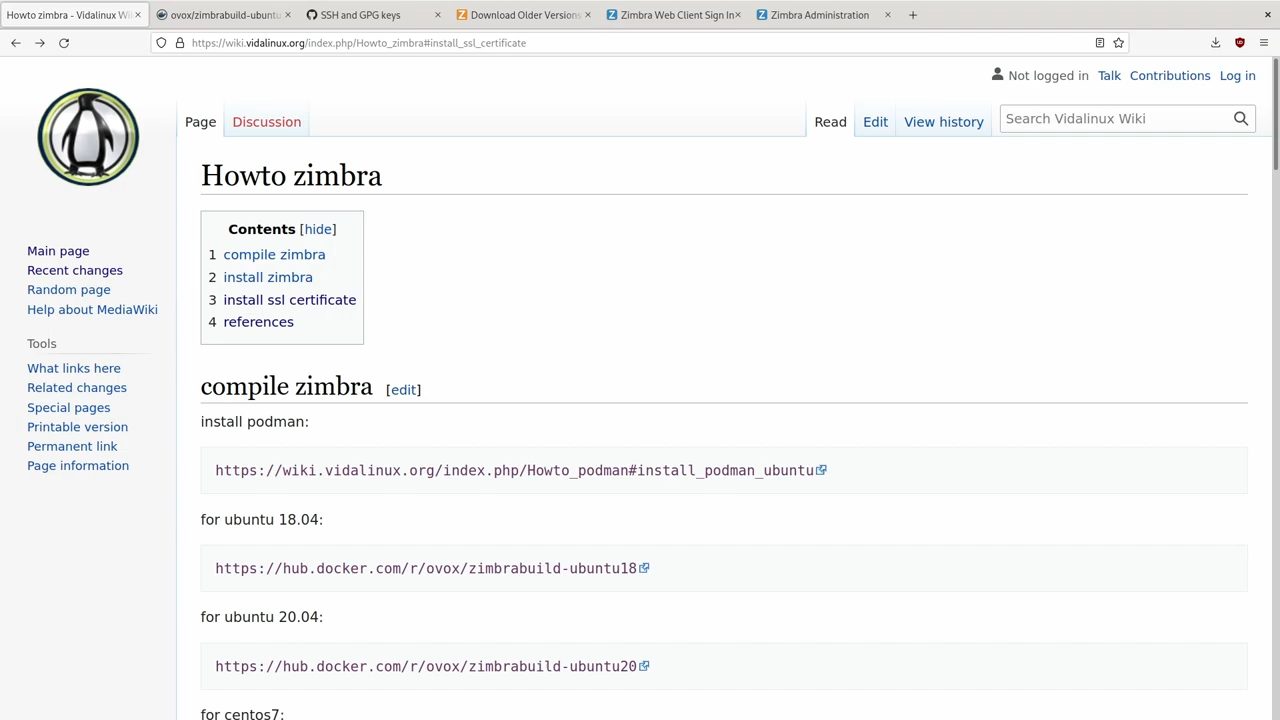 Howto zimbra - Vidalinux Wi
ovox/zimbrabuild-ubuntu
SSH and GPG keys
Download Older Versions
Zimbra Web Client Sign In
Zimbra Administration
https://wiki.vidalinux.org/index.php/Howto_zimbra#install_ssl_certificate
Not logged in Talk Contributions Log in
Page Discussion Read Edit View history Search Vidalinux Wiki
Howto zimbra
Contents [hide]
1 compile zimbra
2 install zimbra
3 install ssl certificate
4 references
Main page
Recent changes
Random page
Help about MediaWiki
Tools
What links here
Related changes
Special pages
Printable version
Permanent link
Page information
compile zimbra [edit]
install podman:
https://wiki.vidalinux.org/index.php/Howto_podman#install_podman_ubuntu
for ubuntu 18.04:
https://hub.docker.com/r/ovox/zimbrabuild-ubuntu18
for ubuntu 20.04:
https://hub.docker.com/r/ovox/zimbrabuild-ubuntu20
for centos7: